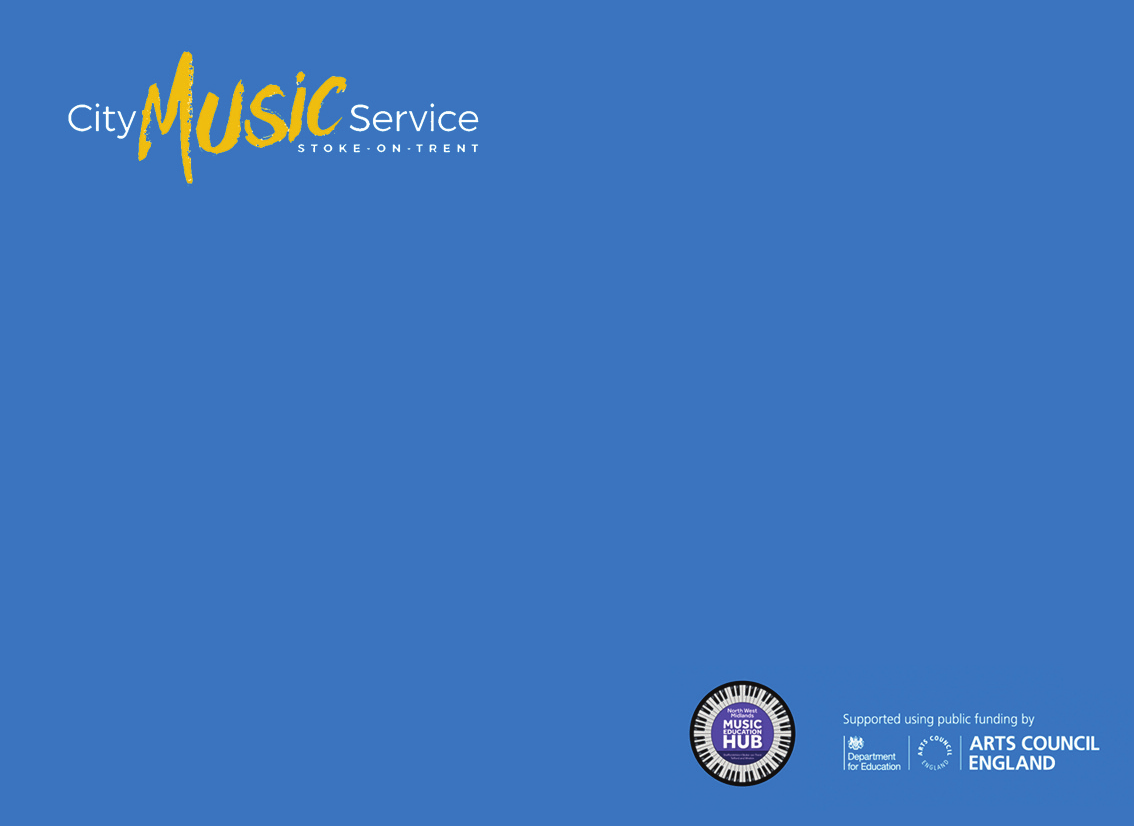 City MUSIC Service
STOKE-ON-TRENT
North West
Midlands
MUSIC
EDUCATION
HUB
Supported using public funding by
Department
for Education
ARTS COUNCIL
ENGLAND
ARTS COUNCIL
ENGLAND